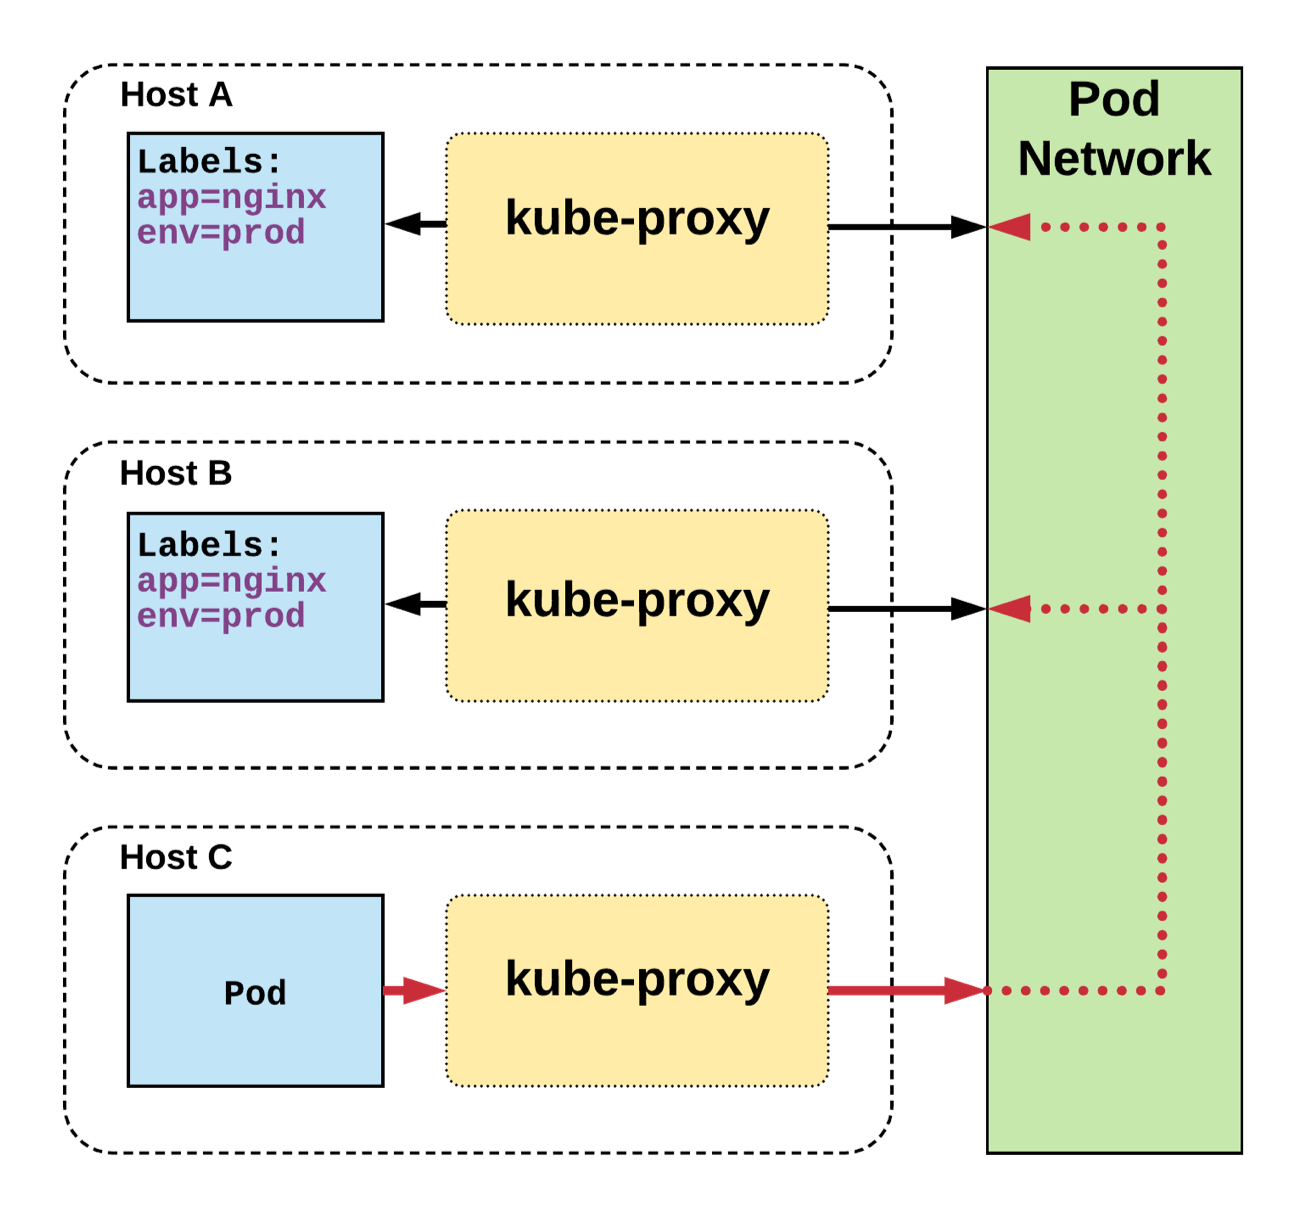 Host A
Labels:
app=nginx
env=prod
kube-proxy
Pod
Network
Host B
Labels:
app=nginx
env=prod
kube-proxy
Host C
Pod
kube-proxy